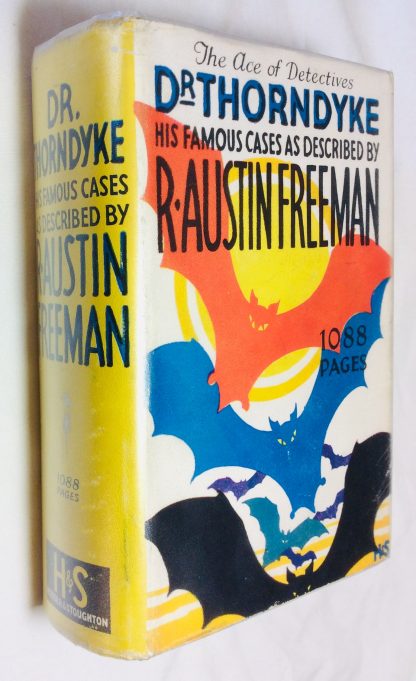 The Ace of Detectives
DR THORNDYKE
HIS FAMOUS CASES AS DESCRIBED BY
R·AUSTIN FREEMAN
1088
PAGES
H&S
DR.
THORNDYKE
HIS FAMOUS CASES
AS DESCRIBED BY
R·AUSTIN
FREEMAN
1088
PAGES
H&S
HODDER & STOUGHTON